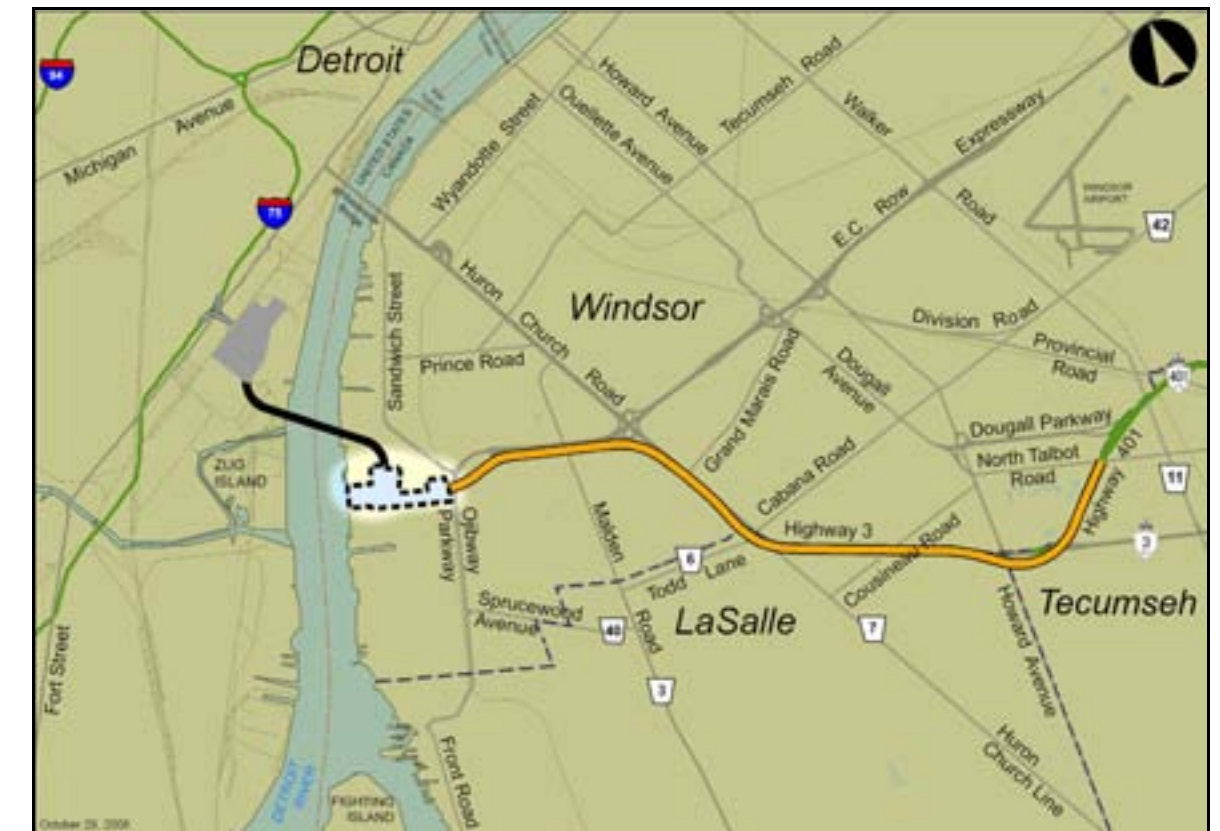 Detroit
94
Michigan
Avenue
75
UNITED STATES
CANADA
Wyandotte Street
Ouellette Avenue
Howard Avenue
Tecumseh Road
Walker
Road
E.C. Row
Expressway
WINDSOR
AIRPORT
42
Huron
Church
Road
Sandwich Street
Prince Road
Windsor
Grand Marais Road
Dougall
Avenue
Division Road
Provincial
Road
401
Dougall Parkway
North Talbot
Road
Highway 401
11
3
ZUG
ISLAND
Ojibway
Parkway
Malden
Road
Cabana Road
Highway 3
Cousineau Road
6
Todd Lane
Sprucewood
Avenue
40
LaSalle
7
3
Tecumseh
Howard Avenue
Huron
Church Line
Fort Street
Front Road
DETROIT
RIVER
FIGHTING
ISLAND
October 29, 2008